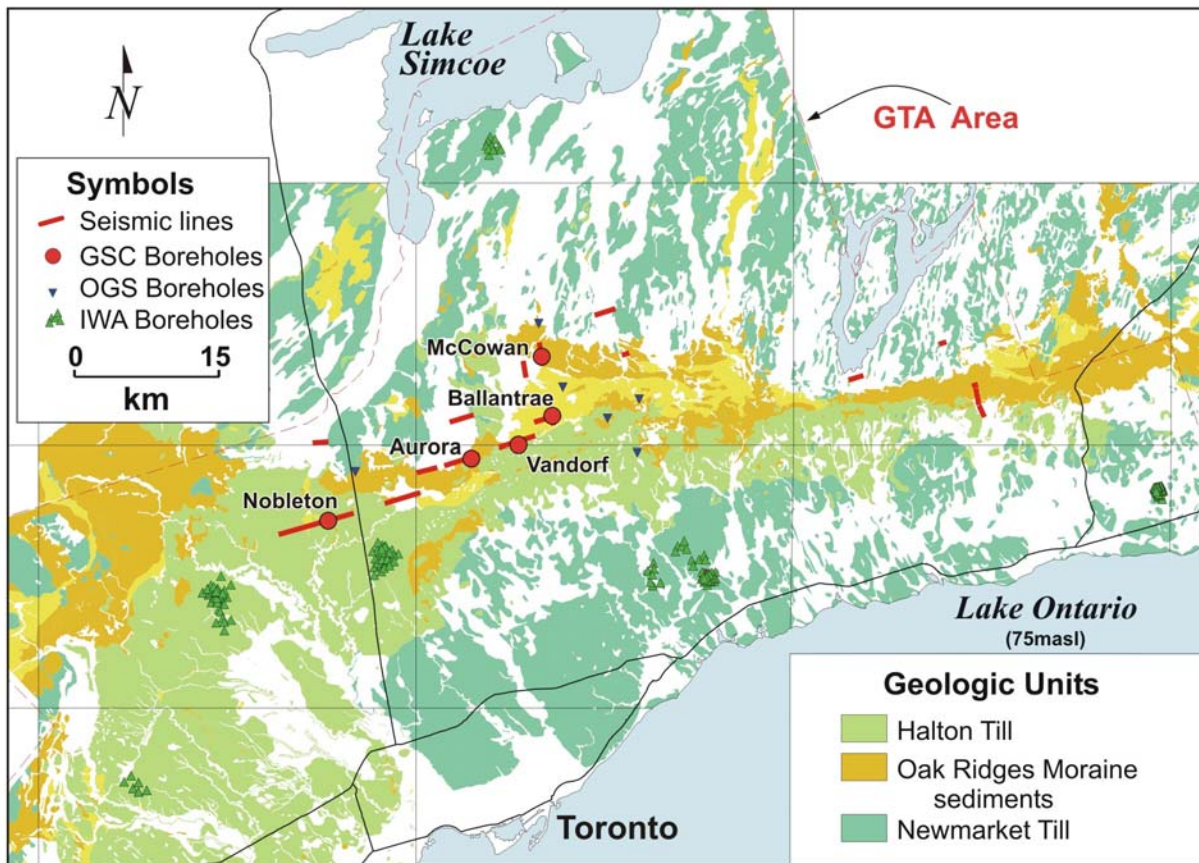 Lake
Simcoe
N
GTA Area
Symbols
Seismic lines
GSC Boreholes
OGS Boreholes
IWA Boreholes
0 15
km
McCowan
Ballantrae
Aurora
Vandorf
Nobleton
Lake Ontario
(75masl)
Toronto
Geologic Units
Halton Till
Oak Ridges Moraine
sediments
Newmarket Till